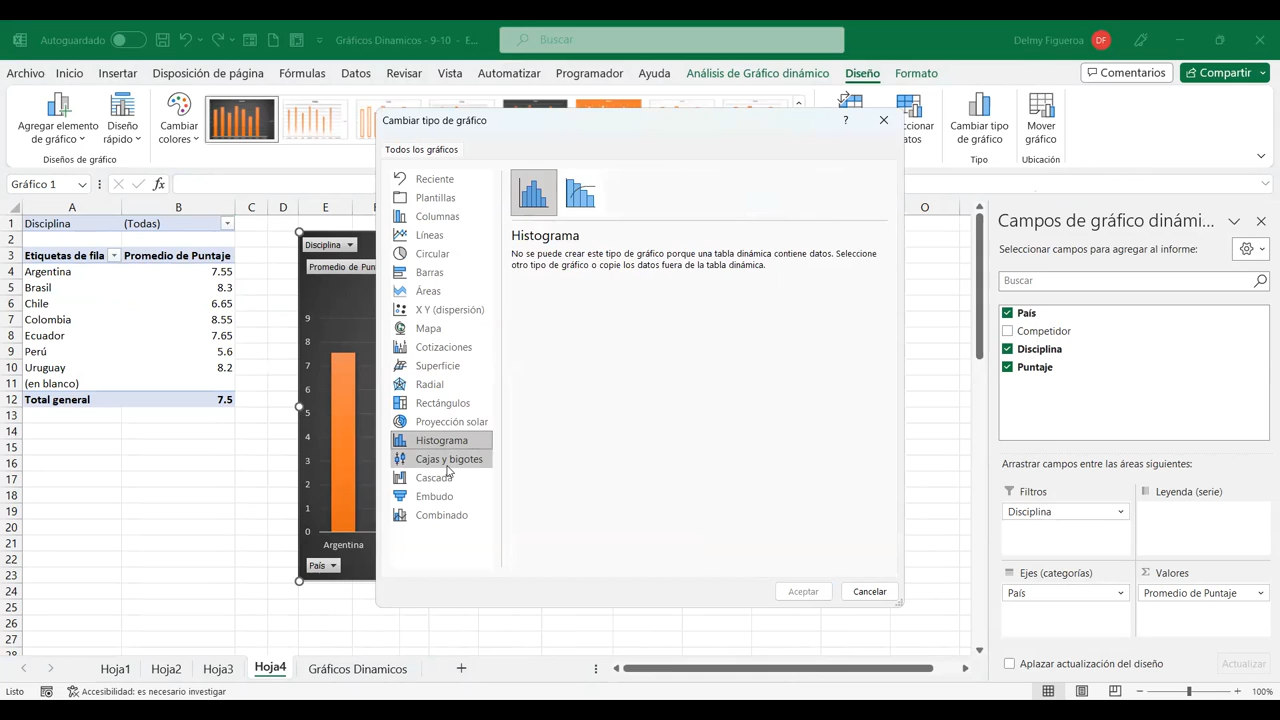 Autoguardado
Gráficos Dinamicos - 9-10 - E...
Buscar
Delmy Figueroa
DF
Archivo
Inicio
Insertar
Disposición de página
Fórmulas
Datos
Revisar
Vista
Automatizar
Programador
Ayuda
Análisis de Gráfico dinámico
Diseño
Formato
Comentarios
Compartir
Agregar elemento
de gráfico
Diseño
rápido
Cambiar
colores
Diseños de gráfico
ccionar
datos
Cambiar tipo
de gráfico
Mover
gráfico
Tipo
Ubicación
Gráfico 1
fx
A B C D E O
1 Disciplina (Todas)
2
3 Etiquetas de fila Promedio de Puntaje
4 Argentina 7.55
5 Brasil 8.3
6 Chile 6.65
7 Colombia 8.55
8 Ecuador 7.65
9 Perú 5.6
10 Uruguay 8.2
11 (en blanco)
12 Total general 7.5
13
14
15
16
17
18
19
20
21
22
23
24
25
26
27
28
Disciplina
Promedio de Punt
9
8
7
6
5
4
3
2
1
0
Argentina
País
Cambiar tipo de gráfico
?
Todos los gráficos
Reciente
Plantillas
Columnas
Líneas
Circular
Barras
Áreas
X Y (dispersión)
Mapa
Cotizaciones
Superficie
Radial
Rectángulos
Proyección solar
Histograma
Cajas y bigotes
Cascada
Embudo
Combinado
Histograma
No se puede crear este tipo de gráfico porque una tabla dinámica contiene datos. Seleccione
otro tipo de gráfico o copie los datos fuera de la tabla dinámica.
Aceptar
Cancelar
Campos de gráfico dinámi...
Seleccionar campos para agregar al informe:
Buscar
País
Competidor
Disciplina
Puntaje
Arrastrar campos entre las áreas siguientes:
Filtros
Leyenda (serie)
Disciplina
Ejes (categorías)
Valores
País
Promedio de Puntaje
Aplazar actualización del diseño
Actualizar
Hoja1
Hoja2
Hoja3
Hoja4
Gráficos Dinamicos
Listo
Accesibilidad: es necesario investigar
100%